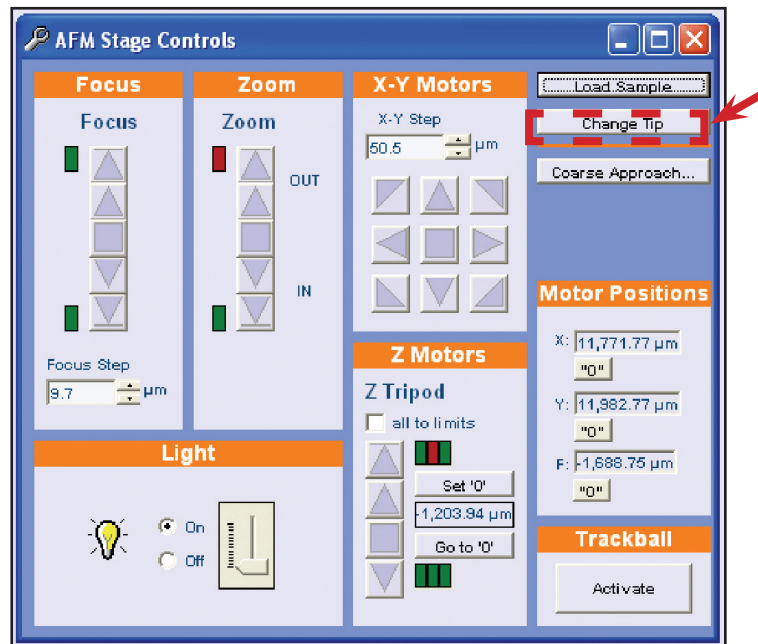 AFM Stage Controls
Focus
Focus
Focus Step
9.7 µm
Zoom
Zoom
OUT
IN
X-Y Motors
X-Y Step
50.5 µm
Load Sample
Change Tip
Coarse Approach...
Z Motors
Z Tripod
all to limits
Set '0'
-1,203.94 µm
Go to '0'
Motor Positions
X: 11,771.77 µm
"0"
Y: 11,982.77 µm
"0"
F: -1,688.75 µm
"0"
Light
On
Off
Trackball
Activate